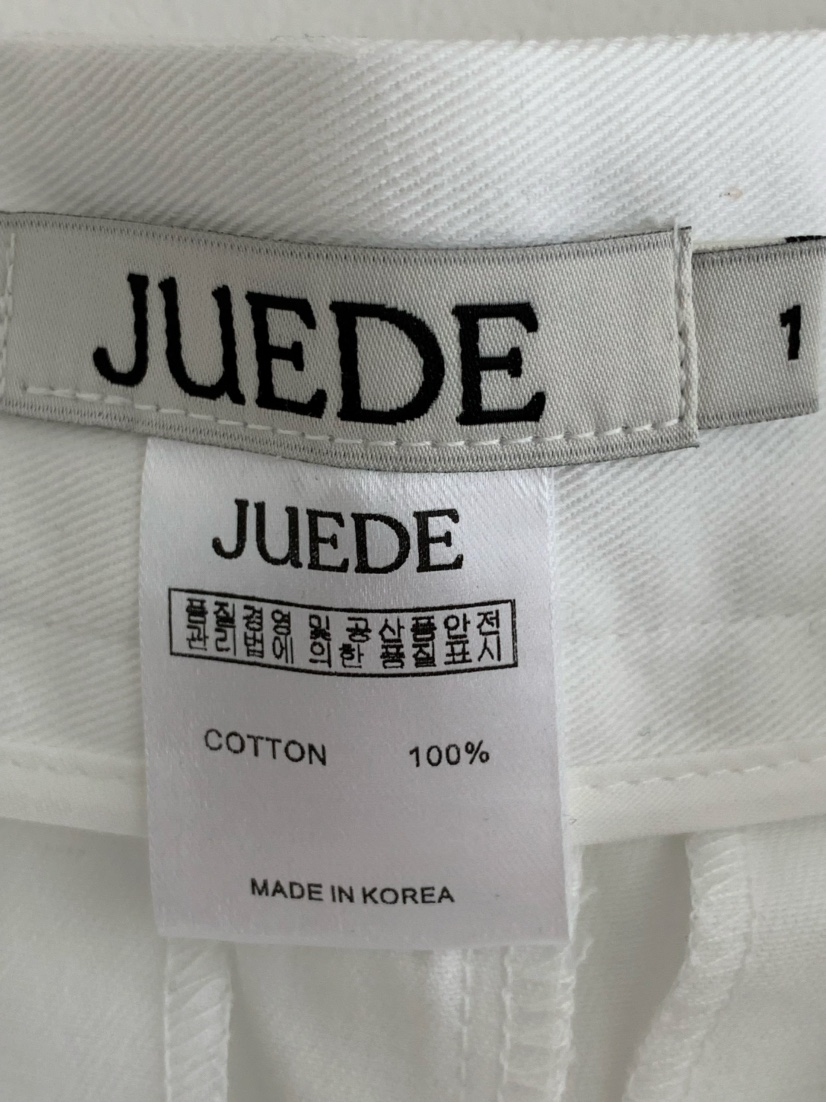 JUEDE
1
JUEDE
품질경영 및 공산품안전
관리법에 의한 품질표시
COTTON 100%
MADE IN KOREA